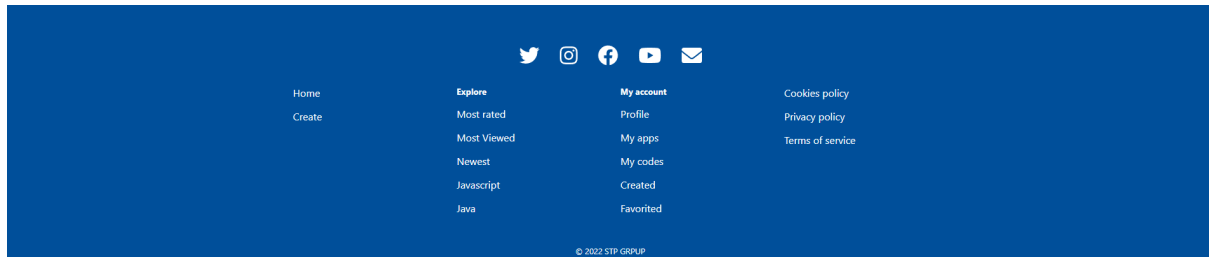 Home
Create
Explore
Most rated
Most Viewed
Newest
Javascript
Java
My account
Profile
My apps
My codes
Created
Favorited
Cookies policy
Privacy policy
Terms of service
© 2022 STP GRPUP